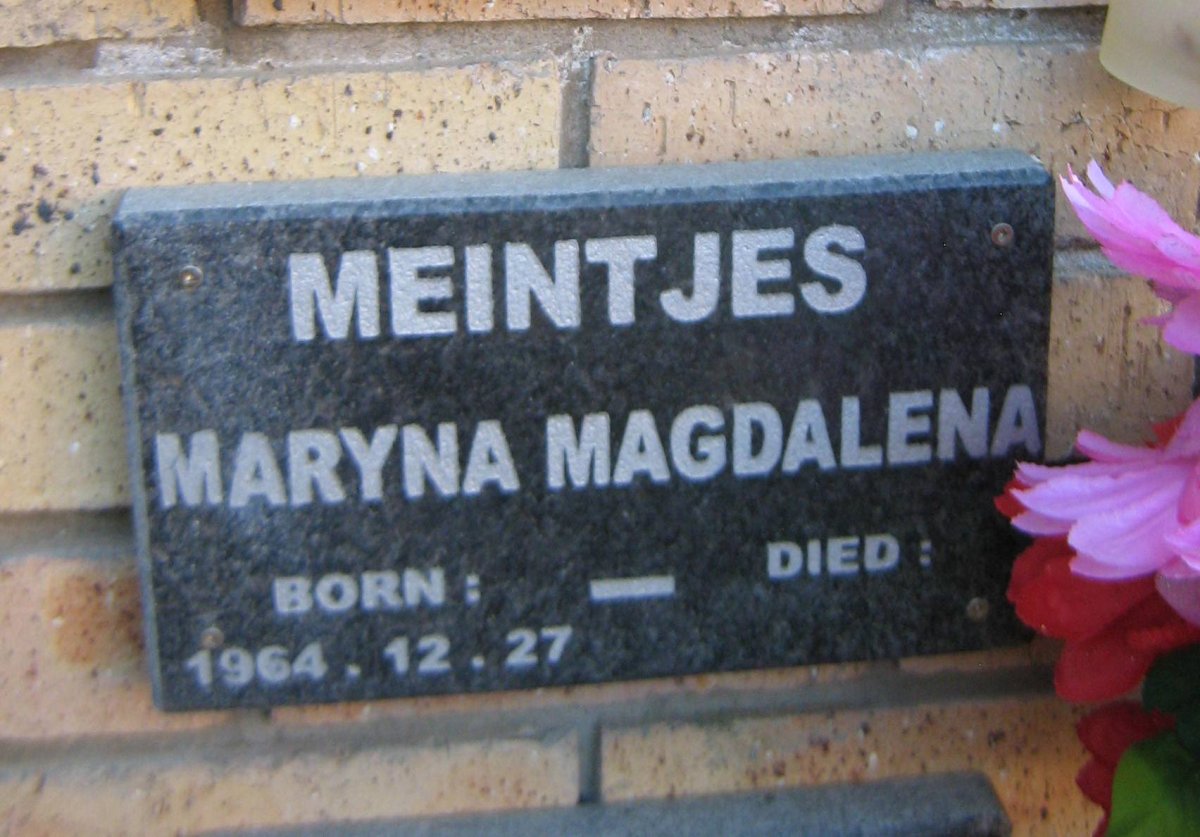 MEINTJES
MARYNA MAGDALENA
BORN : — DIED :
1964 . 12 . 27